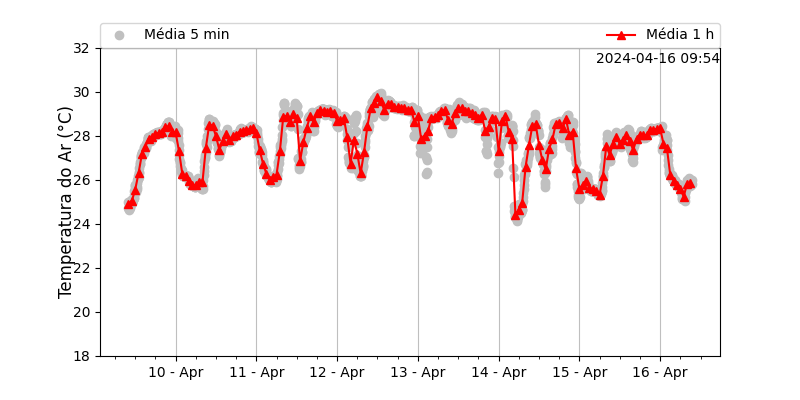 Média 5 min
Média 1 h
2024-04-16 09:54
Temperatura do Ar (°C)
32
30
28
26
24
22
20
18
10 - Apr
11 - Apr
12 - Apr
13 - Apr
14 - Apr
15 - Apr
16 - Apr